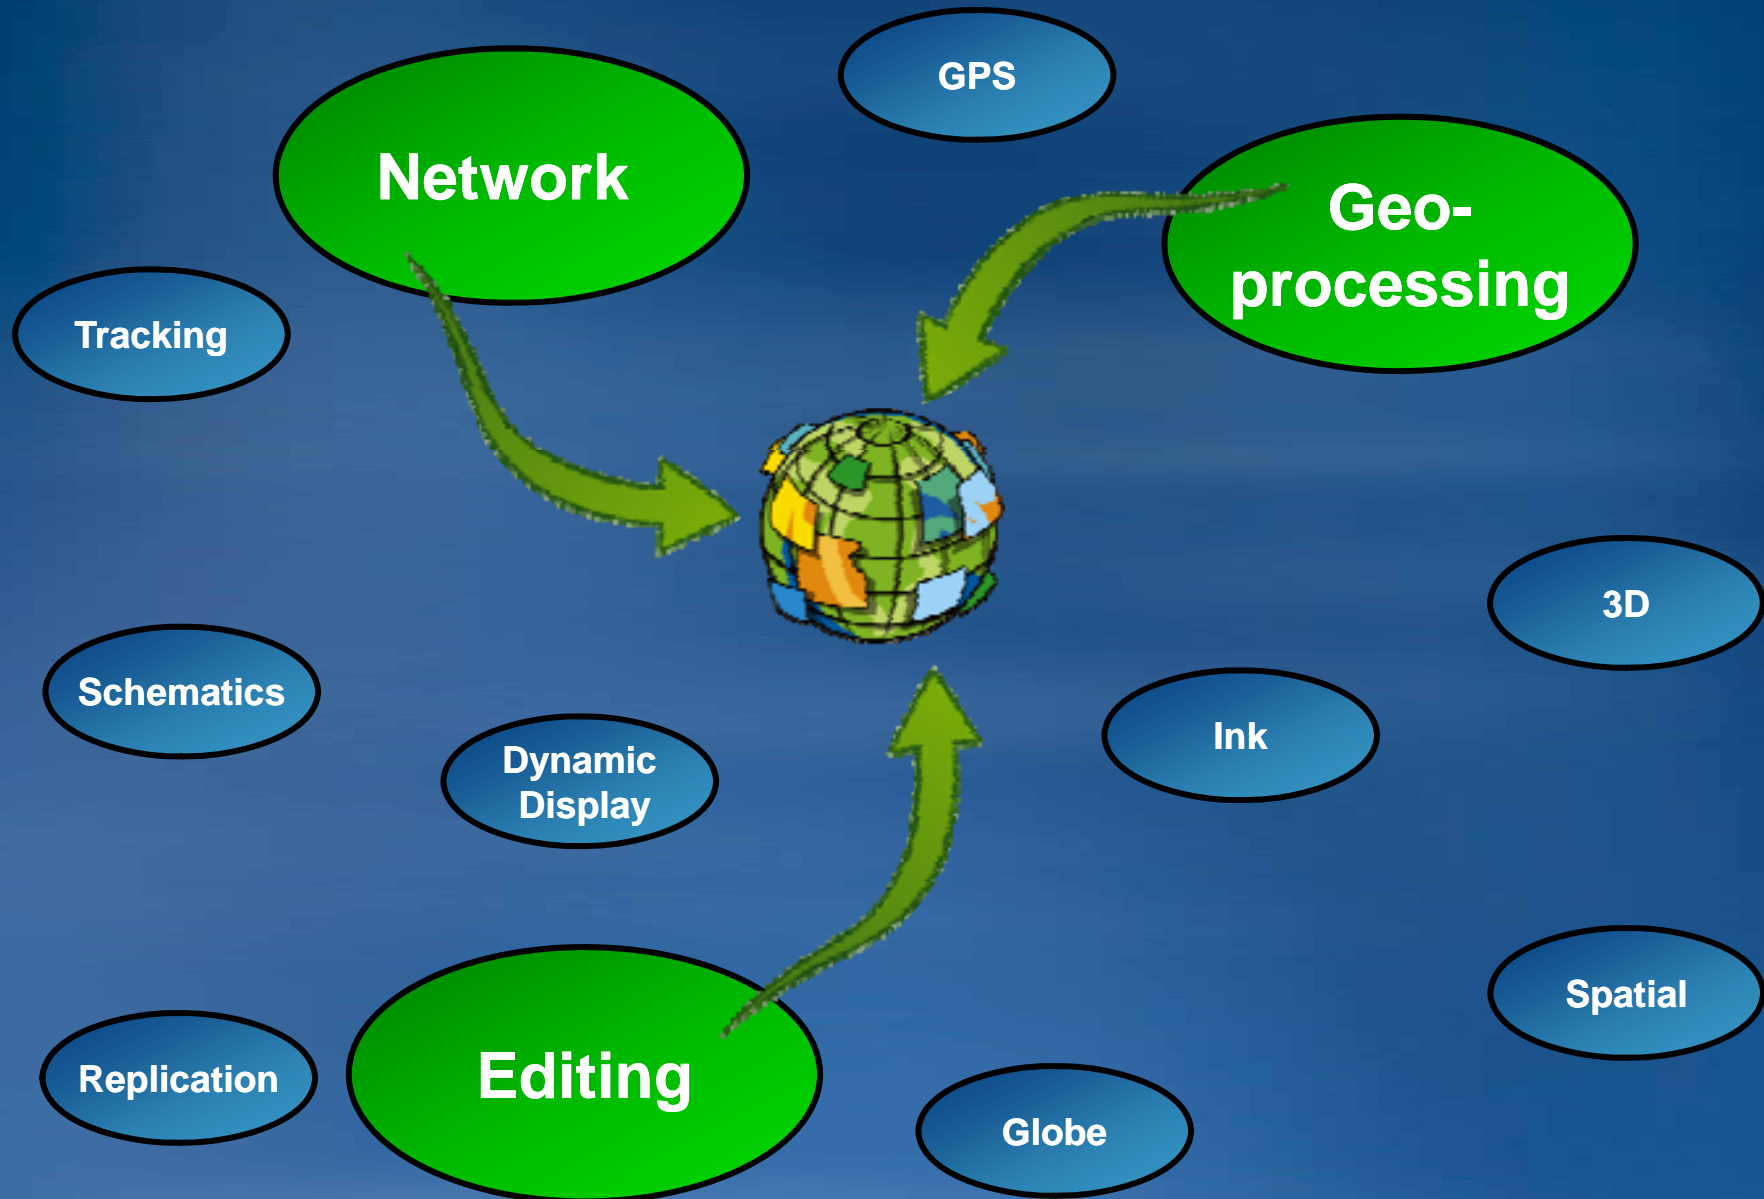 GPS
Network
Geo-
processing
Tracking
3D
Schematics
Ink
Dynamic
Display
Spatial
Replication
Editing
Globe